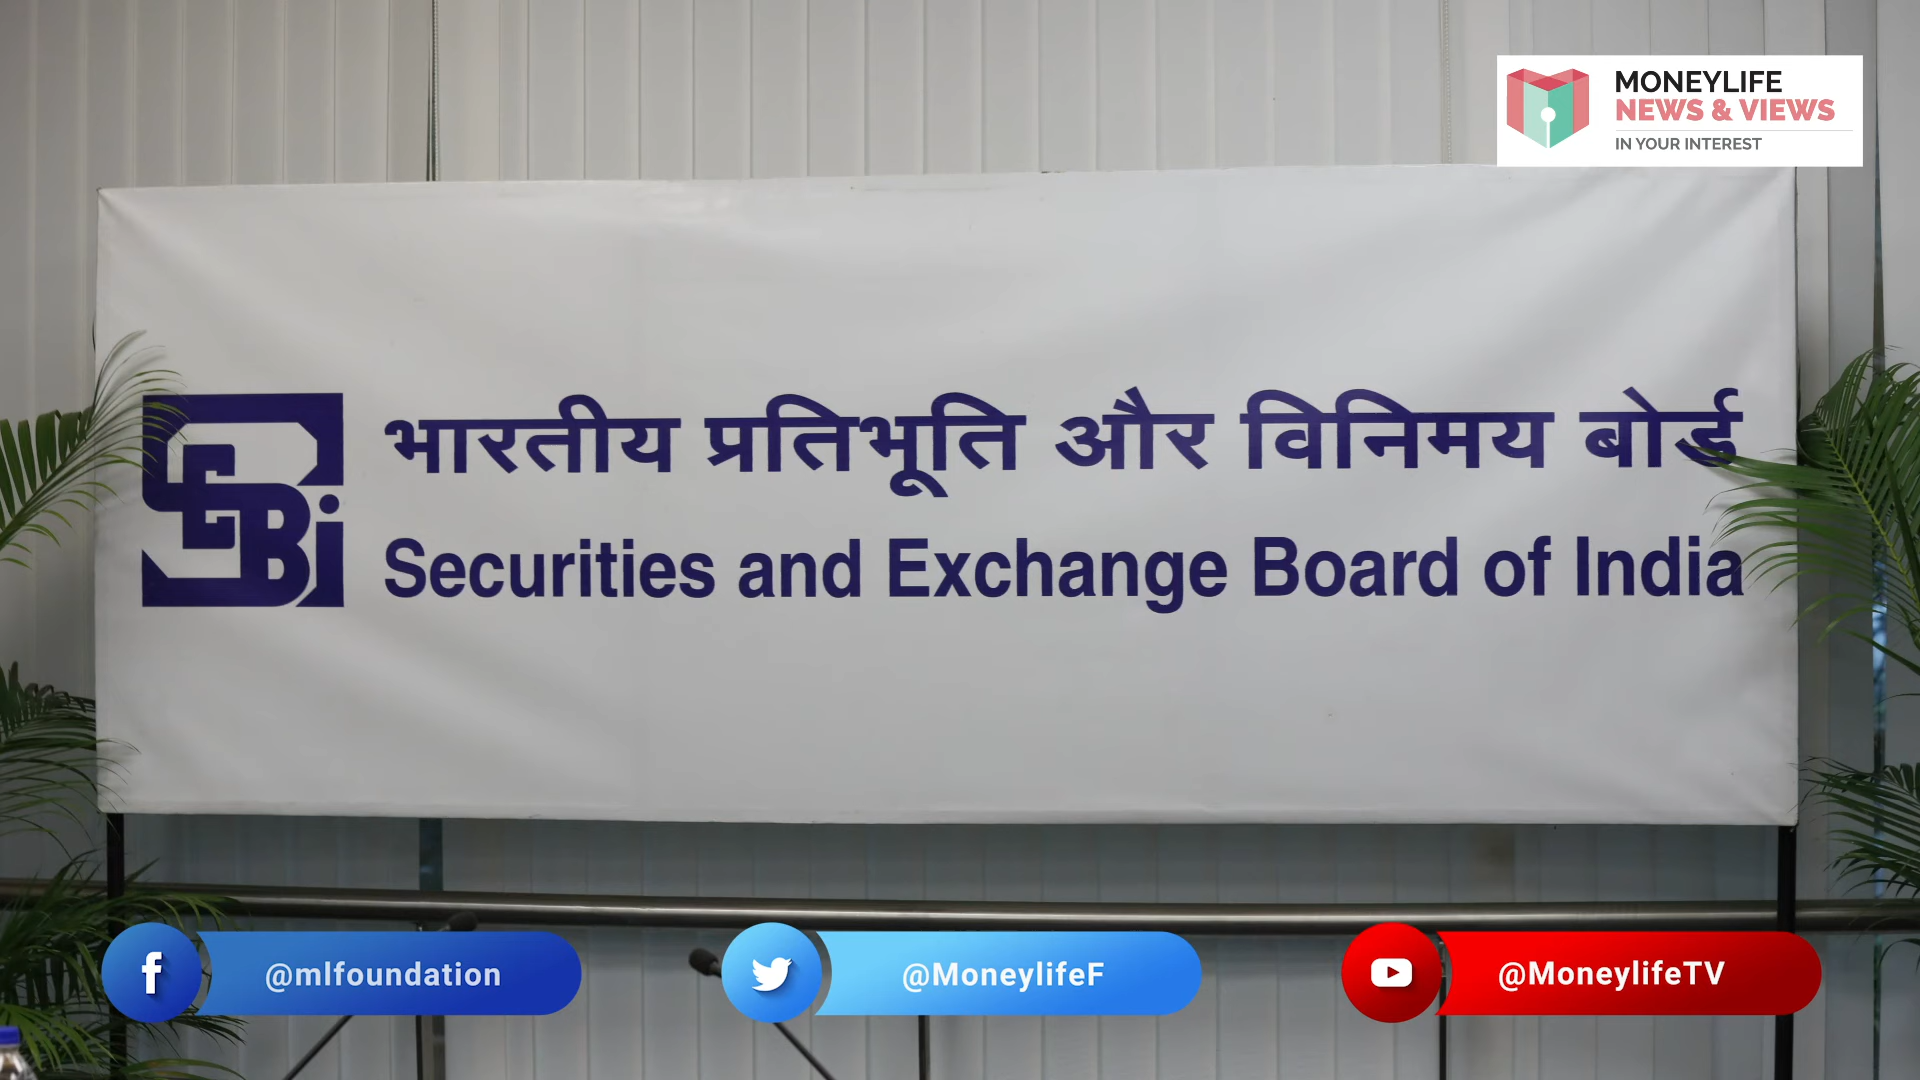 MONEYLIFE
NEWS & VIEWS
IN YOUR INTEREST
SEBi
भारतीय प्रतिभूति और विनिमय बोर्ड
Securities and Exchange Board of India
@mlfoundation
@MoneylifeF
@MoneylifeTV